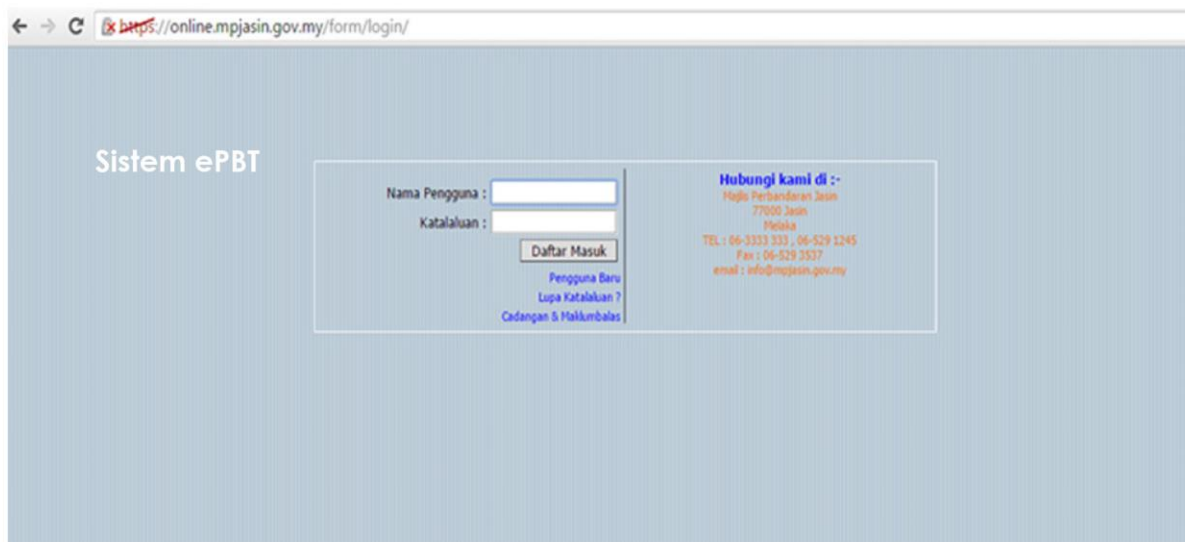 https://online.mpjasin.gov.my/form/login/
Sistem ePBT
Nama Pengguna :
Katalaluan :
Daftar Masuk
Pengguna Baru
Lupa Katalaluan ?
Cadangan & Maklumbalas
Hubungi kami di :-
Majlis Perbandaran Jasin
77000 Jasin
Melaka
TEL : 06-3333 333 , 06-529 1245
Fax : 06-529 3537
email : info@mpjasin.gov.my